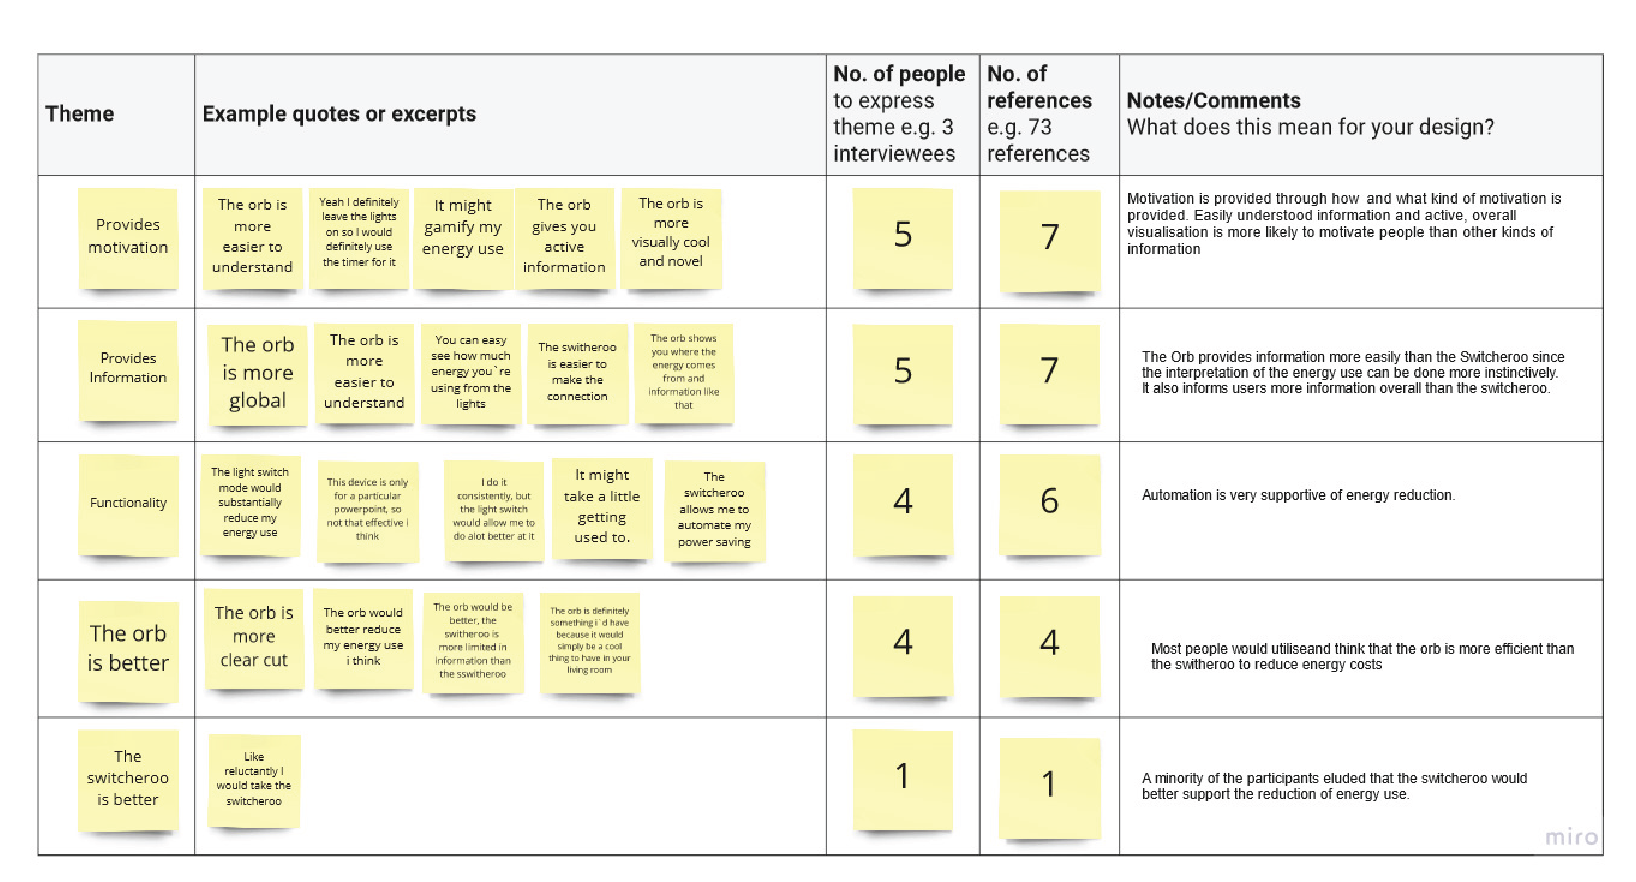 Theme
Example quotes or excerpts
No. of people
to express
theme e.g. 3
interviewees
No. of
references
e.g. 73
references
Notes/Comments
What does this mean for your design?
Provides
motivation
The orb is
more
easier to
understand
Yeah I definitely
leave the lights
on so I would
definitely use
the timer for it
It might
gamify my
energy use
The orb
gives you
active
information
The orb is
more
visually cool
and novel
5
7
Motivation is provided through how and what kind of motivation is
provided. Easily understood information and active, overall
visualisation is more likely to motivate people than other kinds of
information
Provides
Information
The orb
is more
global
The orb is
more
easier to
understand
You can easy
see how much
energy you`re
using from the
lights
The switheroo
is easier to
make the
connection
The orb shows
you where the
energy comes
from and
information like
that
5
7
The Orb provides information more easily than the Switcheroo since
the interpretation of the energy use can be done more instinctively.
It also informs users more information overall than the switcheroo.
Functionality
The light switch
mode would
substantially
reduce my
energy use
This device is only
for a particular
powerpoint, so
not that effective i
think
I do it
consistently, but
the light switch
would allow me to
do alot better at it
It might
take a little
getting
used to.
The
switcheroo
allows me to
automate my
power saving
4
6
Automation is very supportive of energy reduction.
The orb
is better
The orb is
more
clear cut
The orb would
better reduce
my energy use
i think
The orb would be
better, the
switheroo is
more limited in
information than
the sswitheroo
The orb is definitely
something i`d have
because it would
simply be a cool
thing to have in your
living room
4
4
Most people would utiliseand think that the orb is more efficient than
the switheroo to reduce energy costs
The
switcheroo
is better
Like
reluctantly I
would take the
switcheroo
1
1
A minority of the participants eluded that the switcheroo would
better support the reduction of energy use.
miro